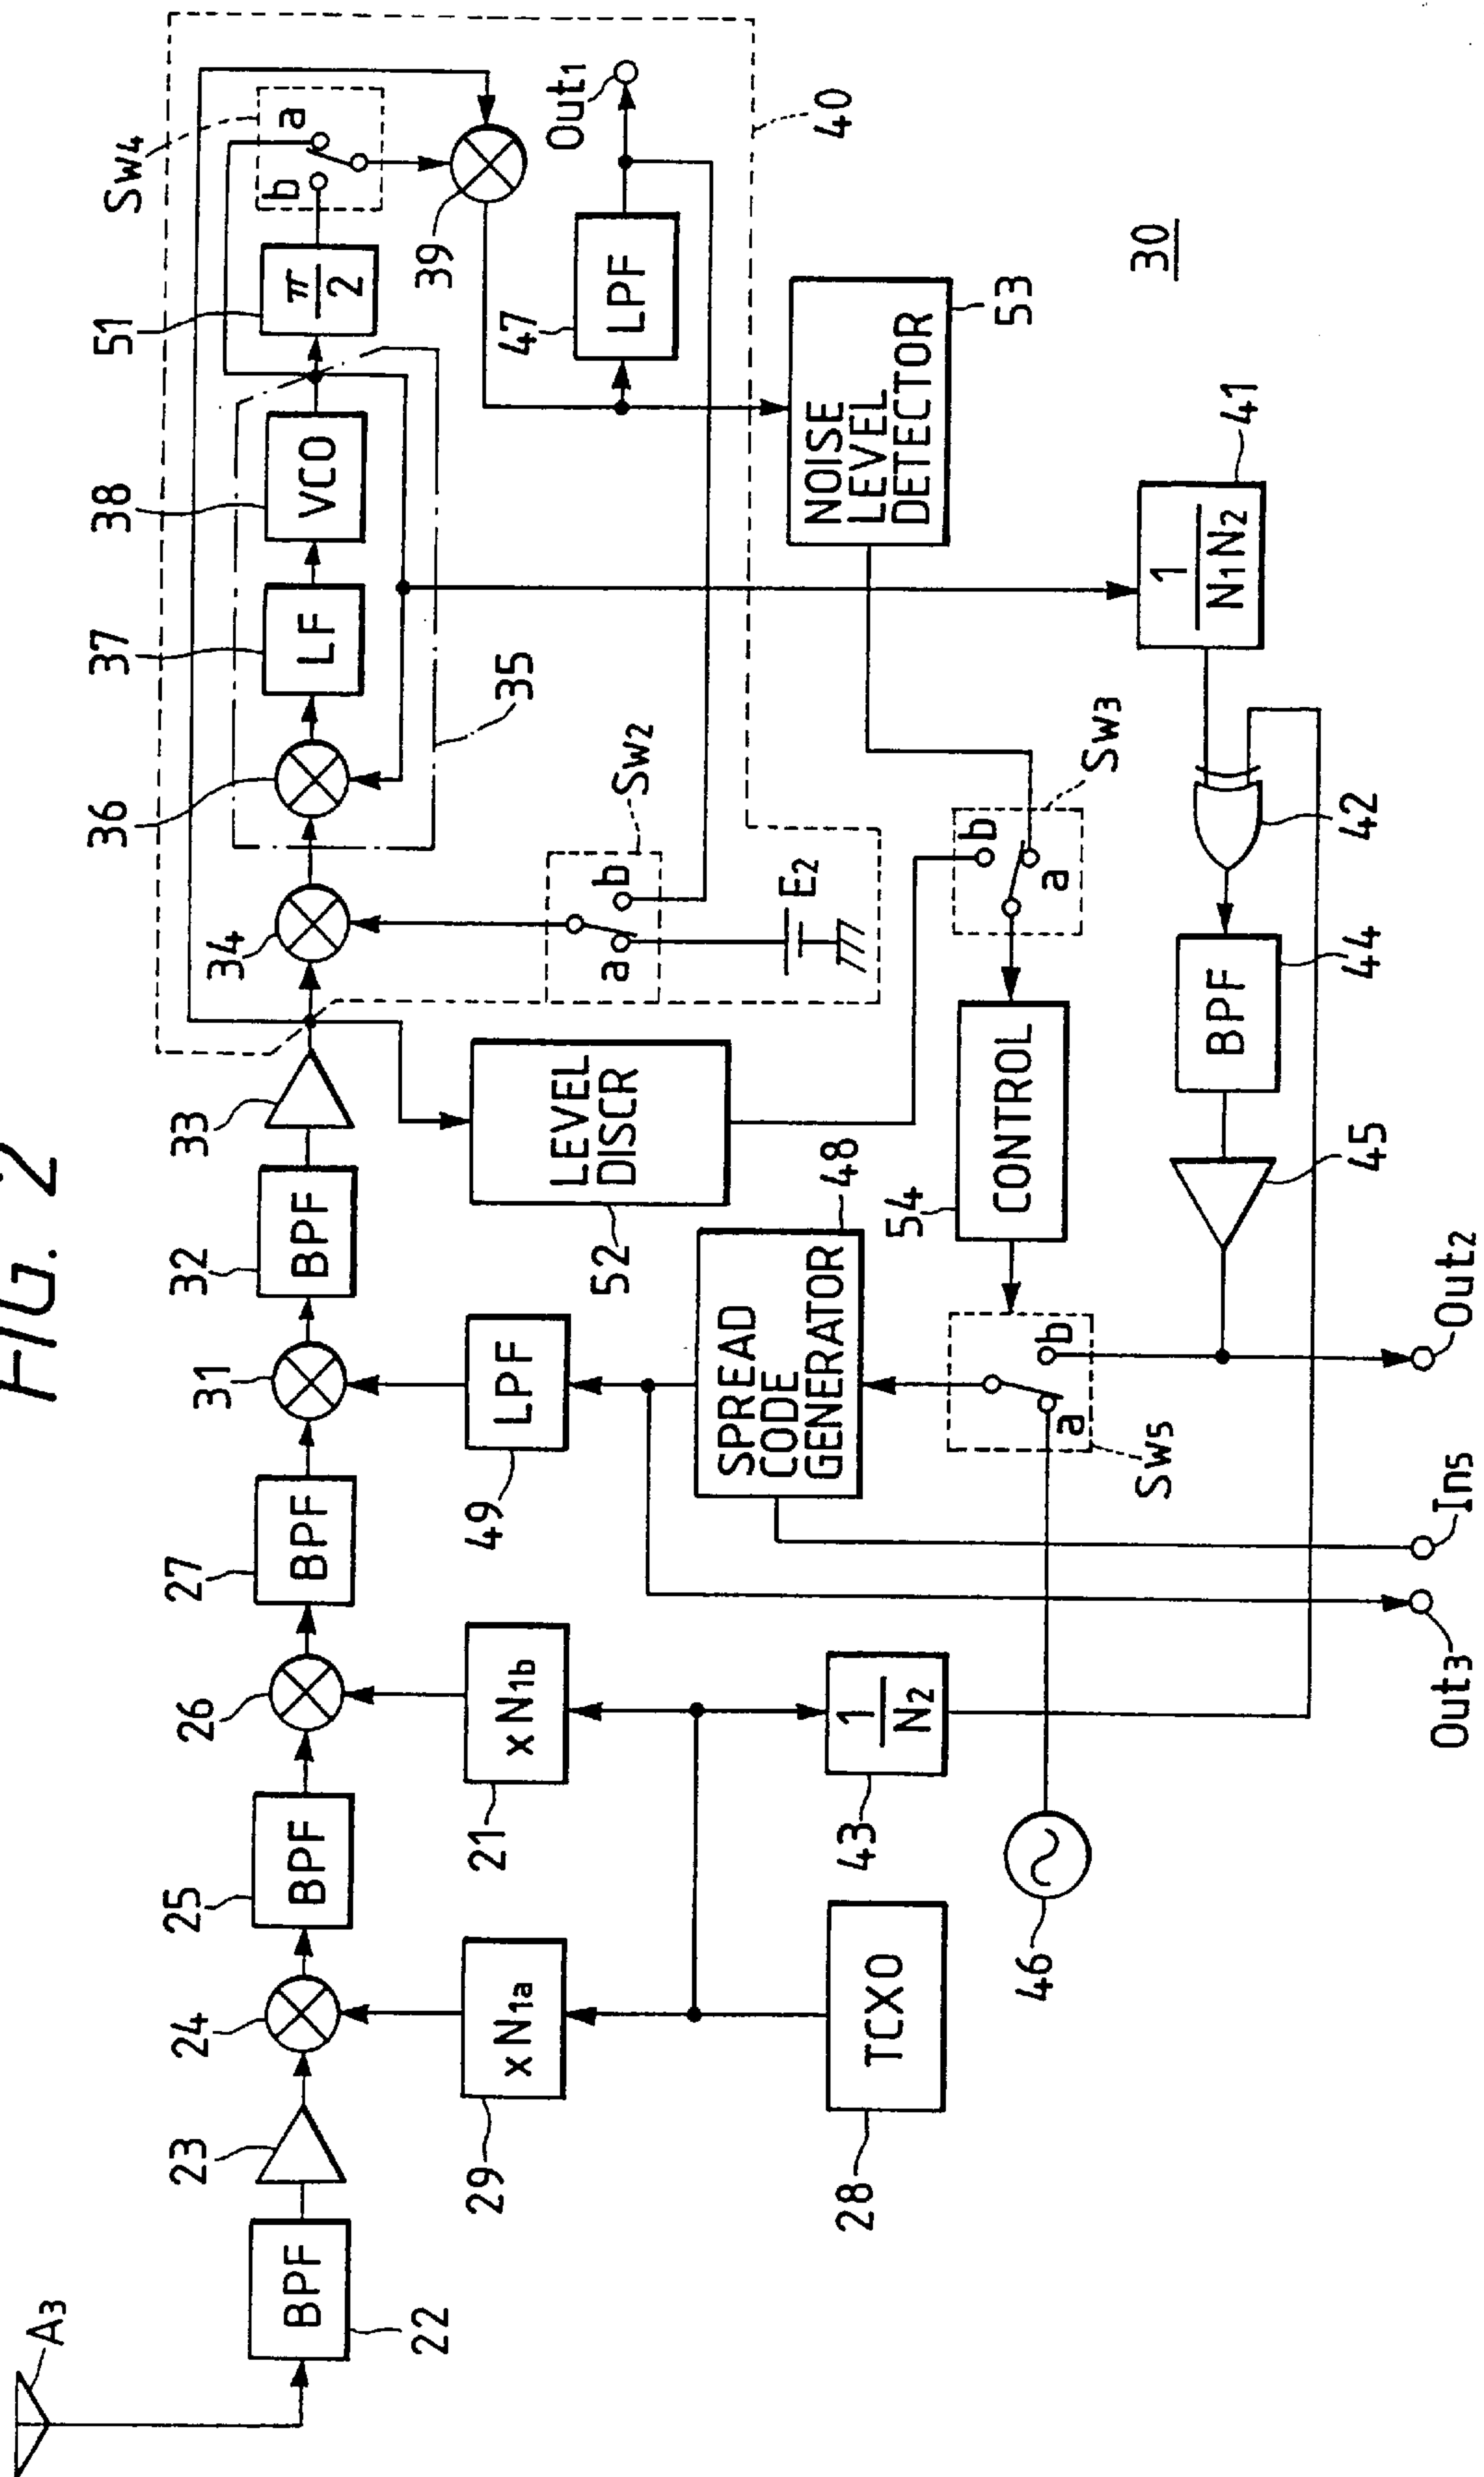 FIG. 2
A3
BPF
22
23
24
BPF
25
26
BPF
27
31
BPF
32
33
34
36
LF
37
VCO
38
π/2
51
Sw4
b
a
39
35
xN1a
29
xN1b
21
LPF
49
LEVEL
DISCR
52
a
b
Sw2
E2
LPF
47
Out1
40
TCXO
28
1/N2
43
SPREAD
CODE
GENERATOR
48
NOISE
LEVEL
DETECTOR
53
46
a
b
Sw5
CONTROL
54
b
a
Sw3
30
45
BPF
44
42
1/N1N2
41
Out3
In5
Out2